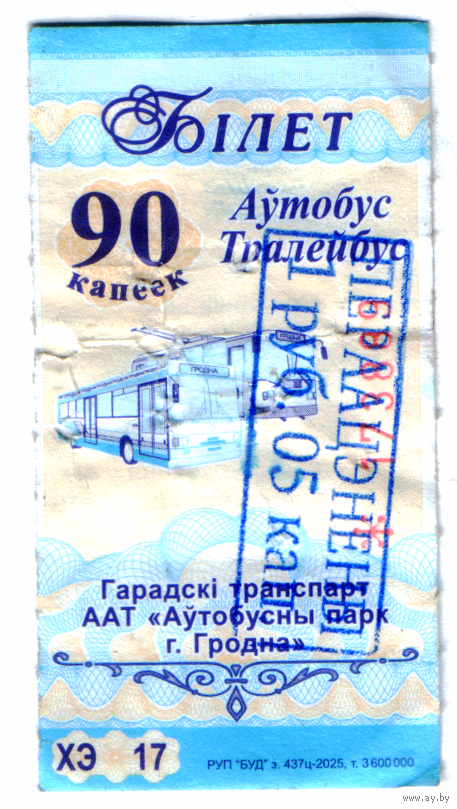 Білет
90
капеек
Аўтобус
Тралейбус
ПЕРААЦЭНЕНЫ
1 руб. 05 кап.
ГРОДНА
Гарадскі транспарт
ААТ «Аўтобусны парк
г. Гродна»
ХЭ 17
РУП "БУД" з. 437ц-2025, т. 3 600 000
www.ay.by